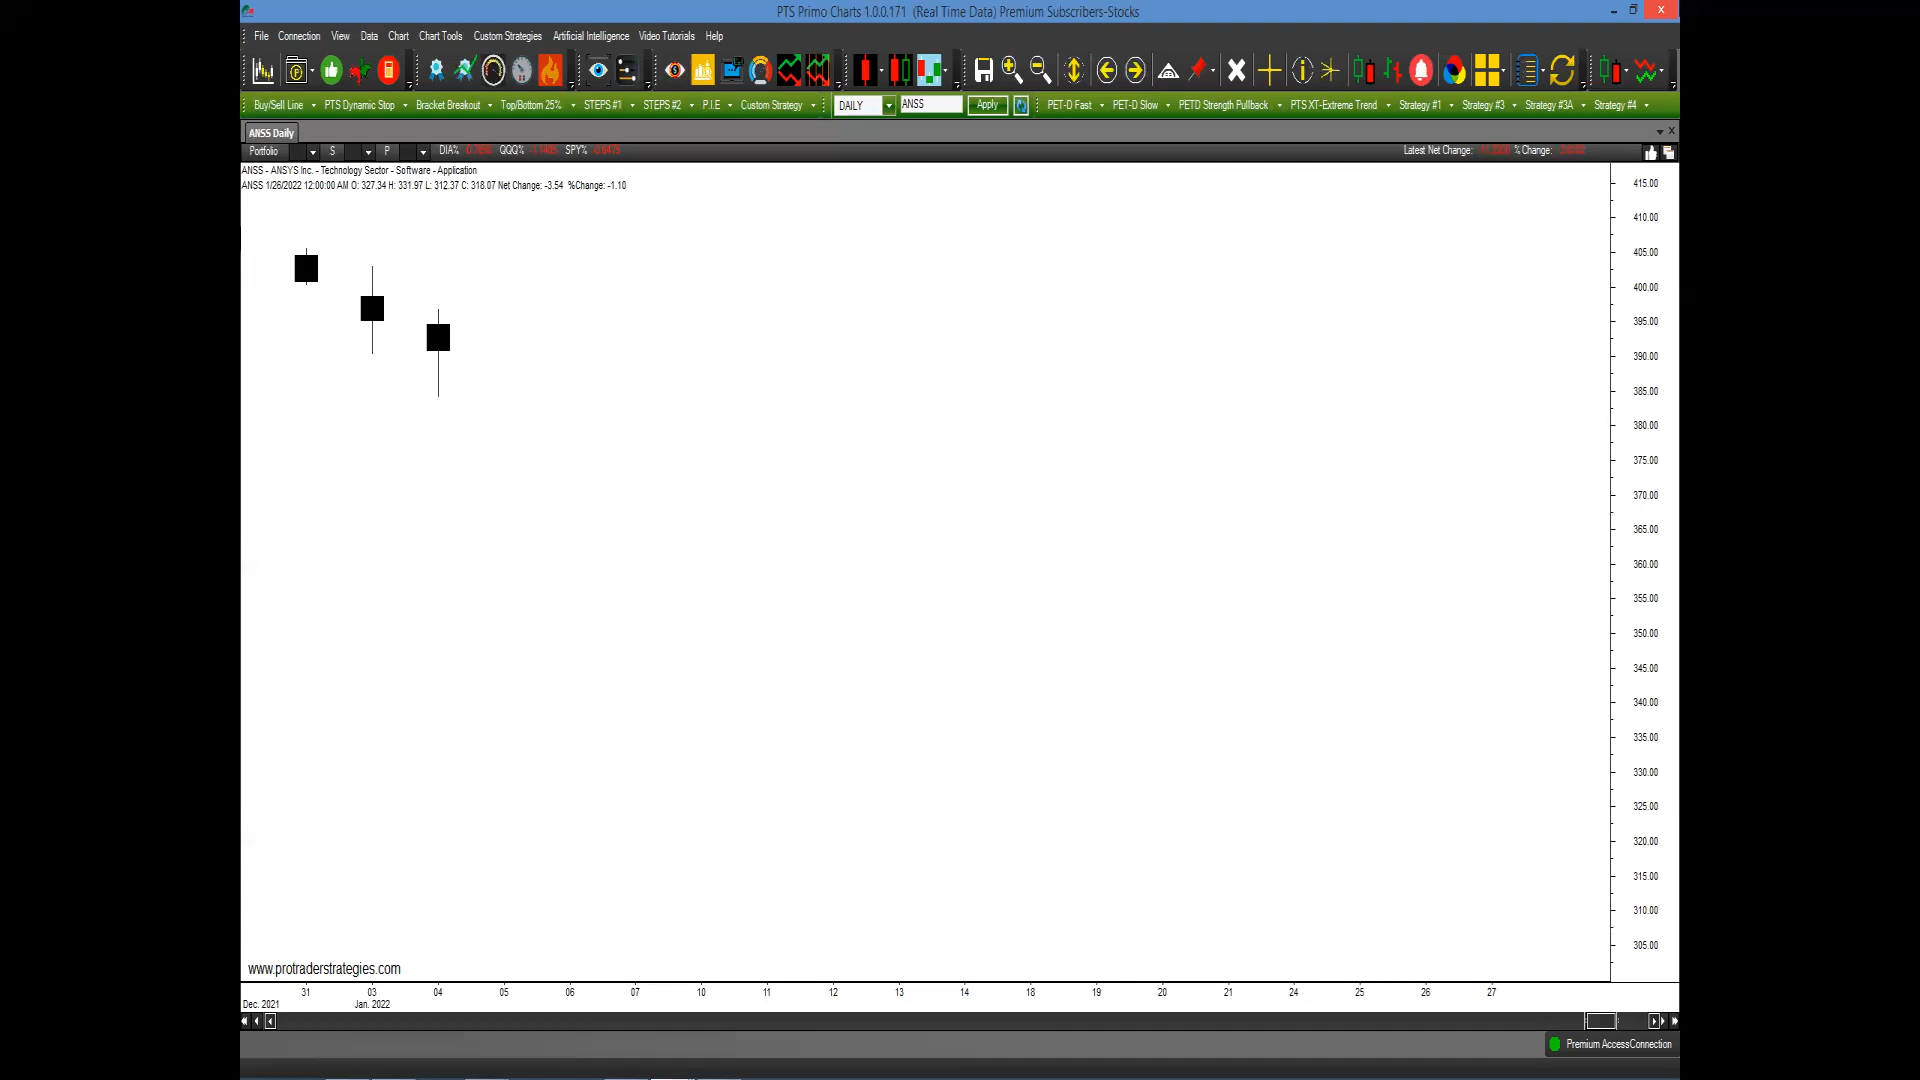 PTS Primo Charts 1.0.0.171 (Real Time Data) Premium Subscribers-Stocks
File Connection View Data Chart Chart Tools Custom Strategies Artificial Intelligence Video Tutorials Help
Buy/Sell Line PTS Dynamic Stop Bracket Breakout Top/Bottom 25% STEPS #1 STEPS #2 P.I.E Custom Strategy DAILY ANSS Apply PET-D Fast PET-D Slow PETD Strength Pullback PTS XT-Extreme Trend Strategy #1 Strategy #3 Strategy #3A Strategy #4
ANSS Daily
Portfolio S P DIA% QQQ% SPY% Latest Net Change: % Change:
ANSS - ANSYS Inc. - Technology Sector - Software - Application
ANSS 1/26/2022 12:00:00 AM O: 327.34 H: 331.97 L: 312.37 C: 318.07 Net Change: -3.54 %Change: -1.10
415.00
410.00
405.00
400.00
395.00
390.00
385.00
380.00
375.00
370.00
365.00
360.00
355.00
350.00
345.00
340.00
335.00
330.00
325.00
320.00
315.00
310.00
305.00
www.protraderstrategies.com
31 03 04 05 06 07 10 11 12 13 14 18 19 20 21 24 25 26 27
Dec. 2021 Jan. 2022
Premium AccessConnection